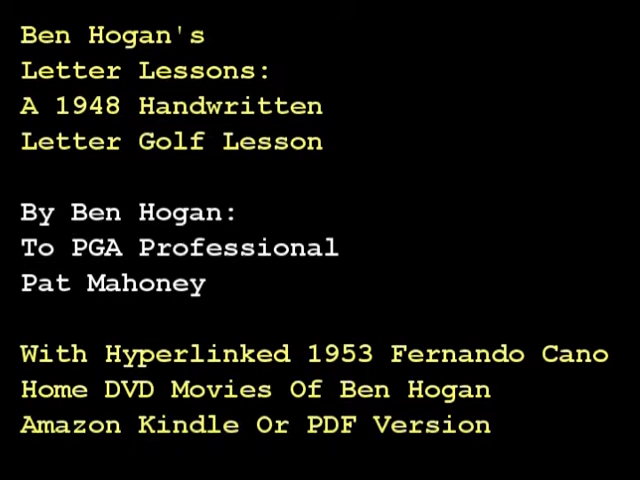 Ben Hogan's
Letter Lessons:
A 1948 Handwritten
Letter Golf Lesson
By Ben Hogan:
To PGA Professional
Pat Mahoney
With Hyperlinked 1953 Fernando Cano
Home DVD Movies Of Ben Hogan
Amazon Kindle Or PDF Version